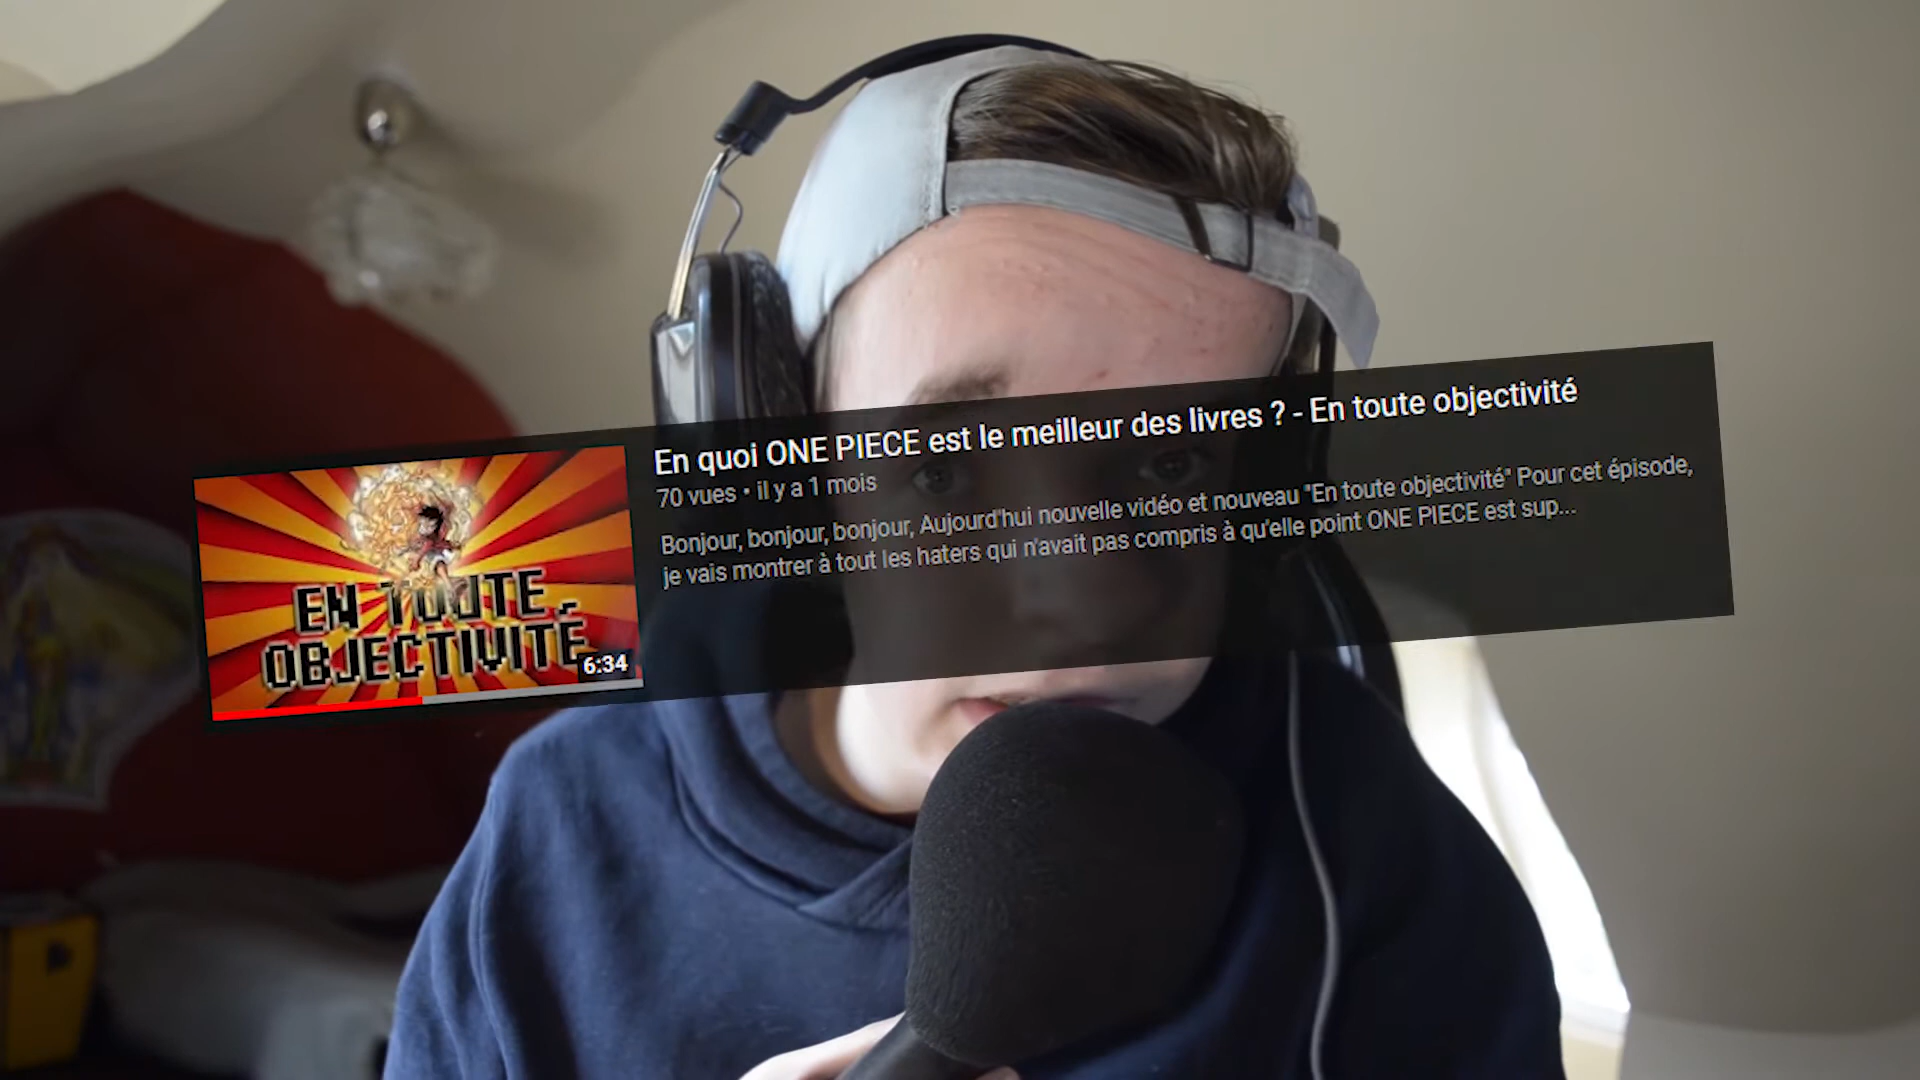 En quoi ONE PIECE est le meilleur des livres ? - En toute objectivité
70 vues • il y a 1 mois
Bonjour, bonjour, bonjour, Aujourd'hui nouvelle vidéo et nouveau "En toute objectivité" Pour cet épisode,
je vais montrer à tout les haters qui n'avait pas compris à qu'elle point ONE PIECE est sup...
EN TOUTE
OBJECTIVITÉ
6:34